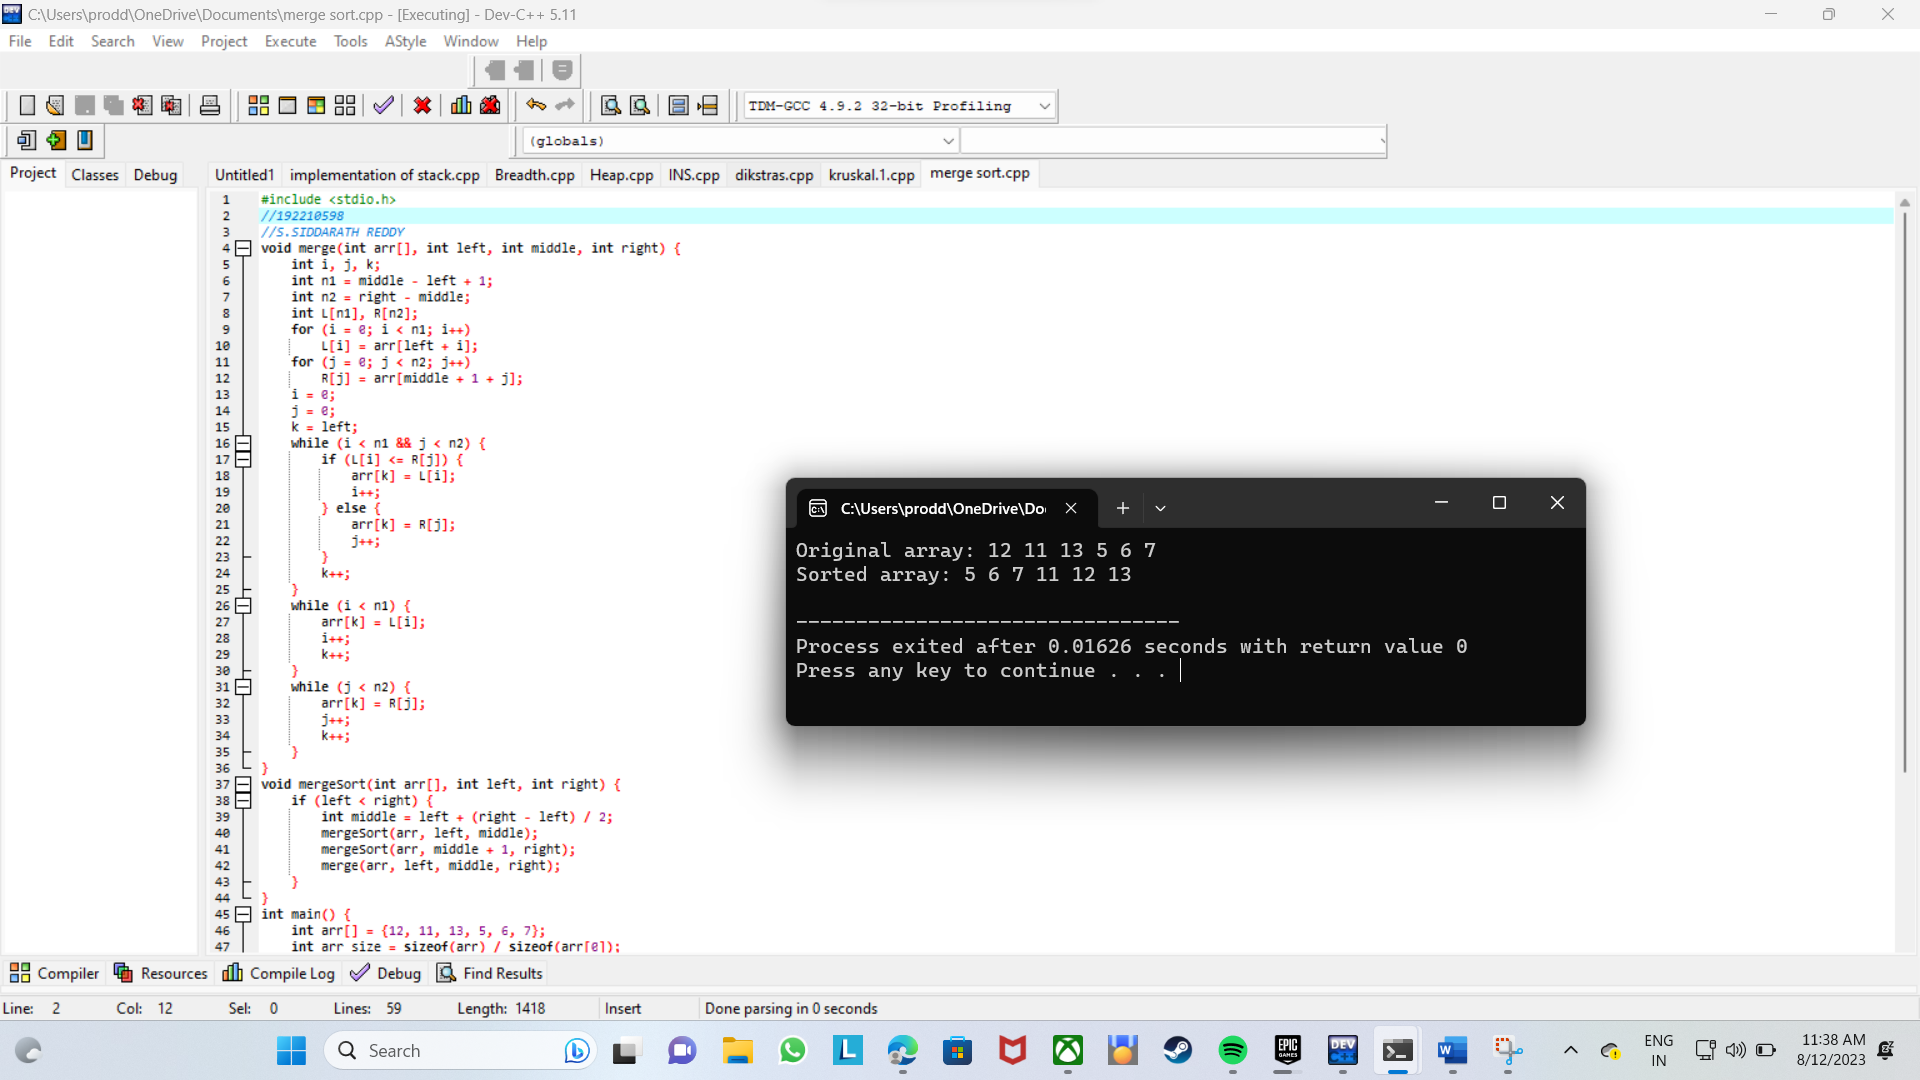 C:\Users\prodd\OneDrive\Documents\merge sort.cpp - [Executing] - Dev-C++ 5.11
File Edit Search View Project Execute Tools AStyle Window Help
TDM-GCC 4.9.2 32-bit Profiling
(globals)
Project Classes Debug
Untitled1 implementation of stack.cpp Breadth.cpp Heap.cpp INS.cpp dikstras.cpp kruskal.1.cpp merge sort.cpp
1 #include <stdio.h>
2 //192210598
3 //S.SIDDARATH REDDY
4 void merge(int arr[], int left, int middle, int right) {
5 int i, j, k;
6 int n1 = middle - left + 1;
7 int n2 = right - middle;
8 int L[n1], R[n2];
9 for (i = 0; i < n1; i++)
10 L[i] = arr[left + i];
11 for (j = 0; j < n2; j++)
12 R[j] = arr[middle + 1 + j];
13 i = 0;
14 j = 0;
15 k = left;
16 while (i < n1 && j < n2) {
17 if (L[i] <= R[j]) {
18 arr[k] = L[i];
19 i++;
20 } else {
21 arr[k] = R[j];
22 j++;
23 }
24 k++;
25 }
26 while (i < n1) {
27 arr[k] = L[i];
28 i++;
29 k++;
30 }
31 while (j < n2) {
32 arr[k] = R[j];
33 j++;
34 k++;
35 }
36 }
37 void mergeSort(int arr[], int left, int right) {
38 if (left < right) {
39 int middle = left + (right - left) / 2;
40 mergeSort(arr, left, middle);
41 mergeSort(arr, middle + 1, right);
42 merge(arr, left, middle, right);
43 }
44 }
45 int main() {
46 int arr[] = {12, 11, 13, 5, 6, 7};
47 int arr_size = sizeof(arr) / sizeof(arr[0]);
C:\Users\prodd\OneDrive\Do
Original array: 12 11 13 5 6 7
Sorted array: 5 6 7 11 12 13
--------------------------------
Process exited after 0.01626 seconds with return value 0
Press any key to continue . . .
Compiler Resources Compile Log Debug Find Results
Line: 2 Col: 12 Sel: 0 Lines: 59 Length: 1418 Insert Done parsing in 0 seconds
Search
ENG
IN
11:38 AM
8/12/2023